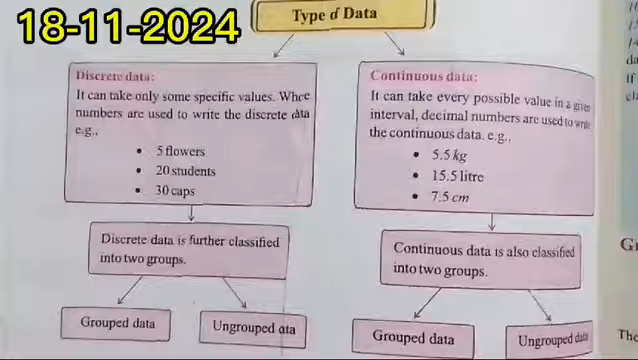 18-11-2024
Type of Data
Discrete data:
It can take only some specific values. Whole
numbers are used to write the discrete data
e.g.,
• 5 flowers
• 20 students
• 30 caps
Discrete data is further classified
into two groups.
Grouped data
Ungrouped data
Continuous data:
It can take every possible value in a given
interval, decimal numbers are used to write
the continuous data. e.g.,
• 5.5 kg
• 15.5 litre
• 7.5 cm
Continuous data is also classified
into two groups.
Grouped data
Ungrouped data
If
The